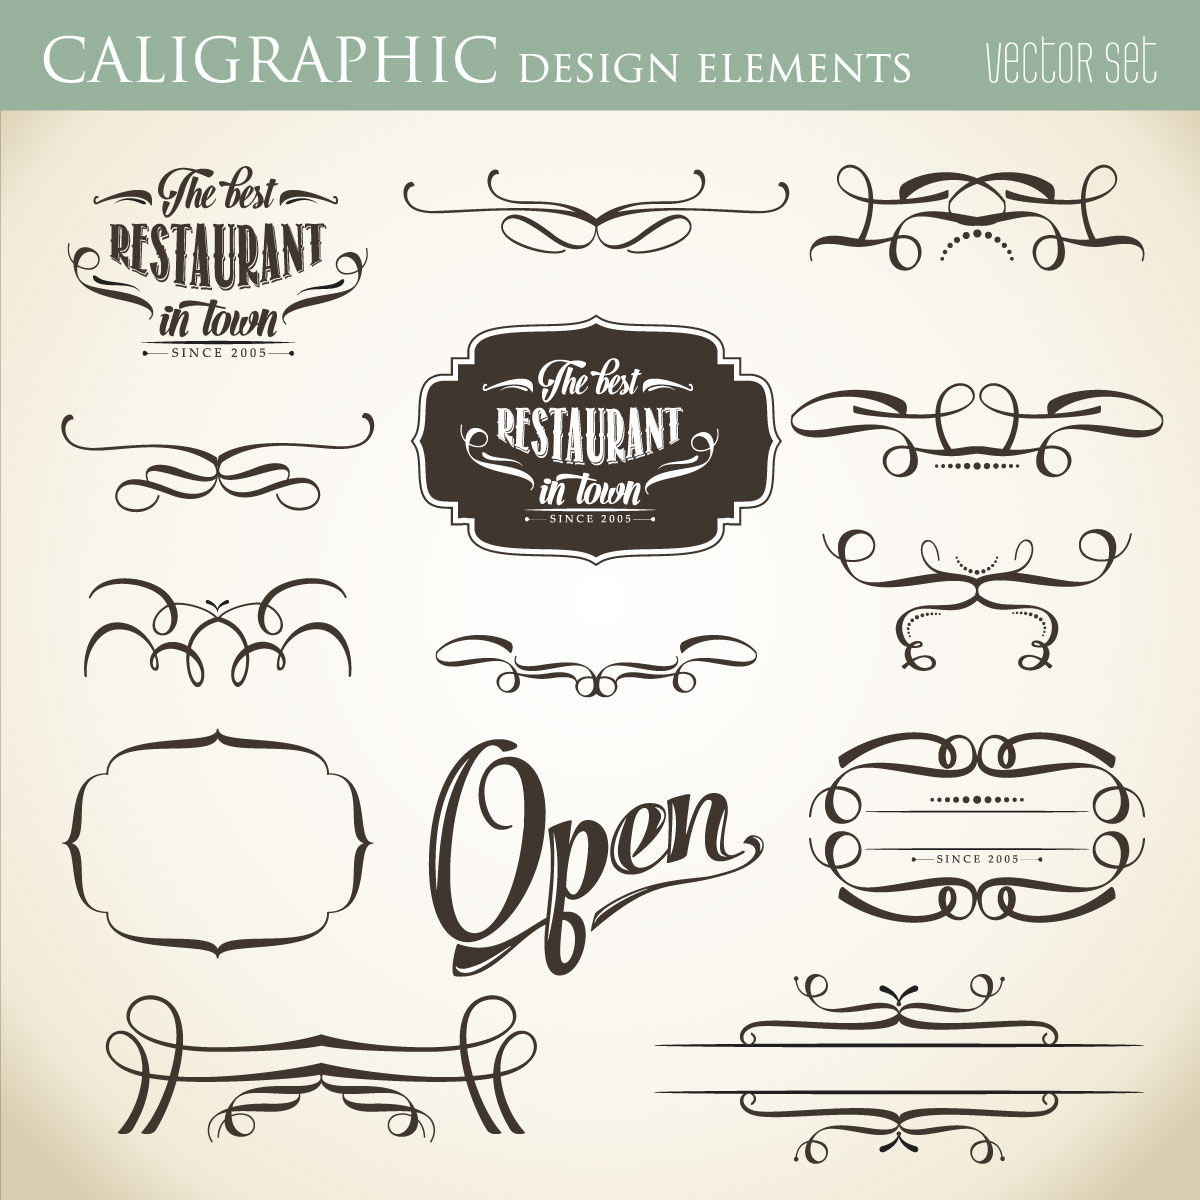 CALIGRAPHIC DESIGN ELEMENTS
VECTOR SET
The best
RESTAURANT
in town
SINCE 2005
The best
RESTAURANT
in town
SINCE 2005
Open
SINCE 2005